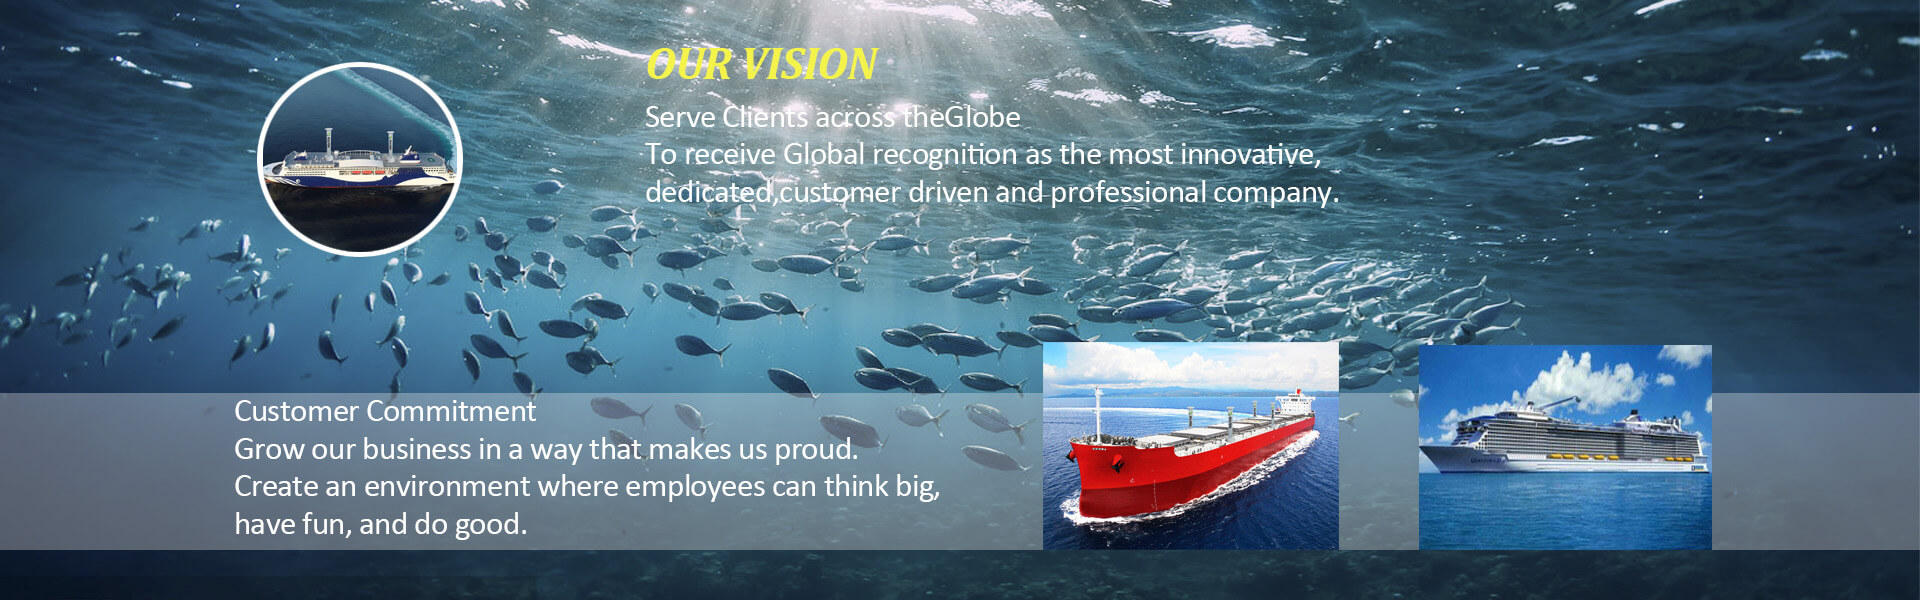 OUR VISION
Serve Clients across theGlobe
To receive Global recognition as the most innovative,
dedicated,customer driven and professional company.
Customer Commitment
Grow our business in a way that makes us proud.
Create an environment where employees can think big,
have fun, and do good.